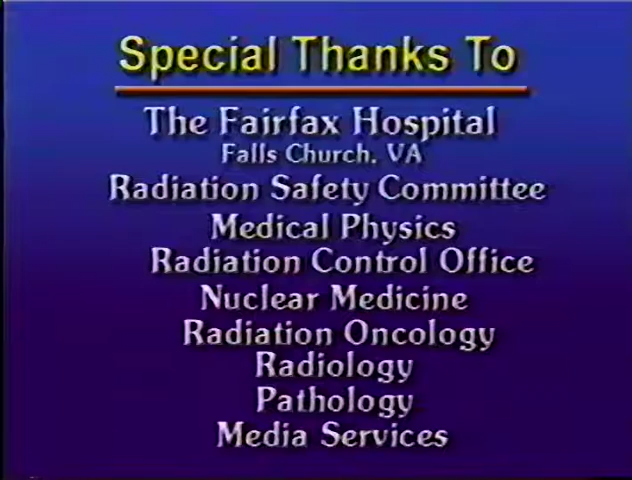 Special Thanks To
The Fairfax Hospital
Falls Church, VA
Radiation Safety Committee
Medical Physics
Radiation Control Office
Nuclear Medicine
Radiation Oncology
Radiology
Pathology
Media Services